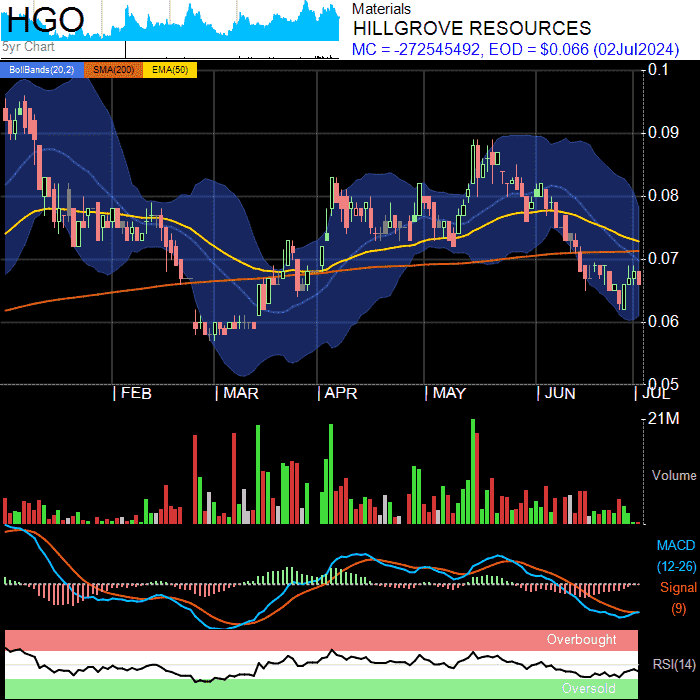 HGO
5yr Chart
Materials
HILLGROVE RESOURCES
MC = -272545492, EOD = $0.066 (02Jul2024)
BollBands(20,2) SMA(200) EMA(50)
0.1
0.09
0.08
0.07
0.06
0.05
FEB MAR APR MAY JUN JUL
21M
Volume
MACD
(12-26)
Signal
(9)
Overbought
RSI(14)
Oversold